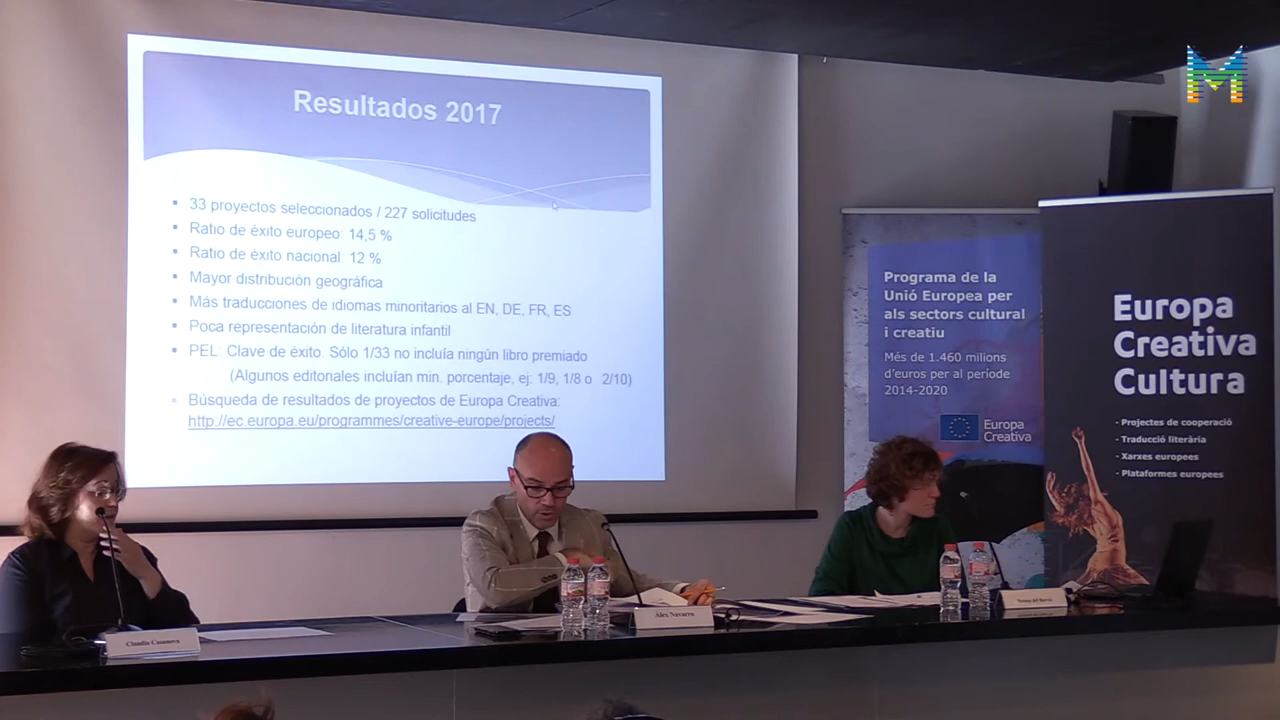 Resultados 2017
33 proyectos seleccionados / 227 solicitudes
Ratio de éxito europeo: 14,5 %
Ratio de éxito nacional: 12 %
Mayor distribución geográfica
Más traducciones de idiomas minoritarios al EN, DE, FR, ES
Poca representación de literatura infantil
PEL: Clave de éxito. Sólo 1/33 no incluía ningún libro premiado
(Algunos editoriales incluían min. porcentaje, ej: 1/9, 1/8 o 2/10)
Búsqueda de resultados de proyectos de Europa Creativa:
http://ec.europa.eu/programmes/creative-europe/projects/
M
Programa de la
Unió Europea per
als sectors cultural
i creatiu
Més de 1.460 milions
d'euros per al període
2014-2020
Europa
Creativa
Europa
Creativa
Cultura
- Projectes de cooperació
- Traducció literària
- Xarxes europees
- Plataformes europees
Claudia Casanova
Àlex Navarro